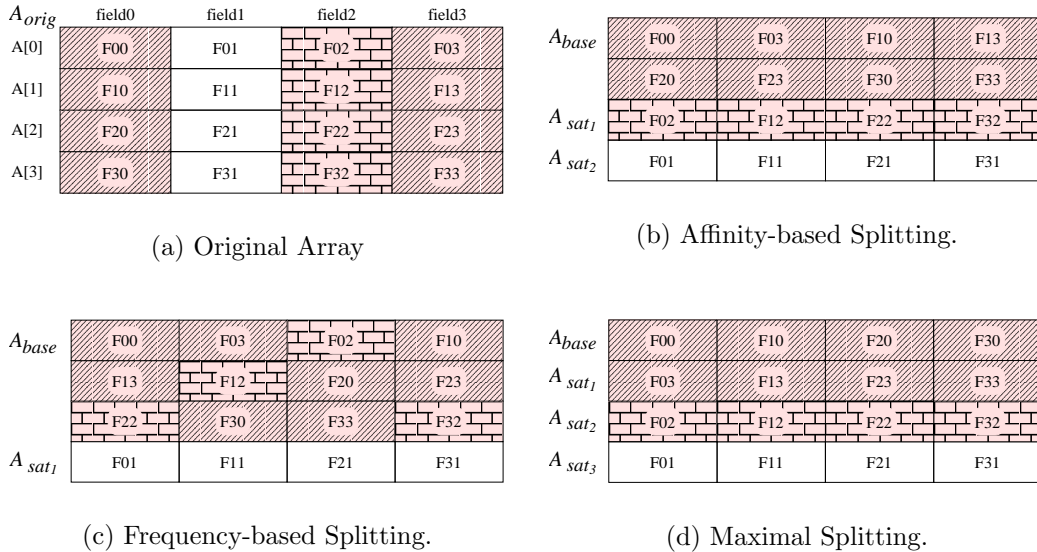 A_orig field0 field1 field2 field3
A[0] F00 F01 F02 F03
A[1] F10 F11 F12 F13
A[2] F20 F21 F22 F23
A[3] F30 F31 F32 F33
(a) Original Array
A_base F00 F03 F10 F13
F20 F23 F30 F33
A_sat1 F02 F12 F22 F32
A_sat2 F01 F11 F21 F31
(b) Affinity-based Splitting.
A_base F00 F03 F02 F10
F13 F12 F20 F23
F22 F30 F33 F32
A_sat1 F01 F11 F21 F31
(c) Frequency-based Splitting.
A_base F00 F10 F20 F30
A_sat1 F03 F13 F23 F33
A_sat2 F02 F12 F22 F32
A_sat3 F01 F11 F21 F31
(d) Maximal Splitting.